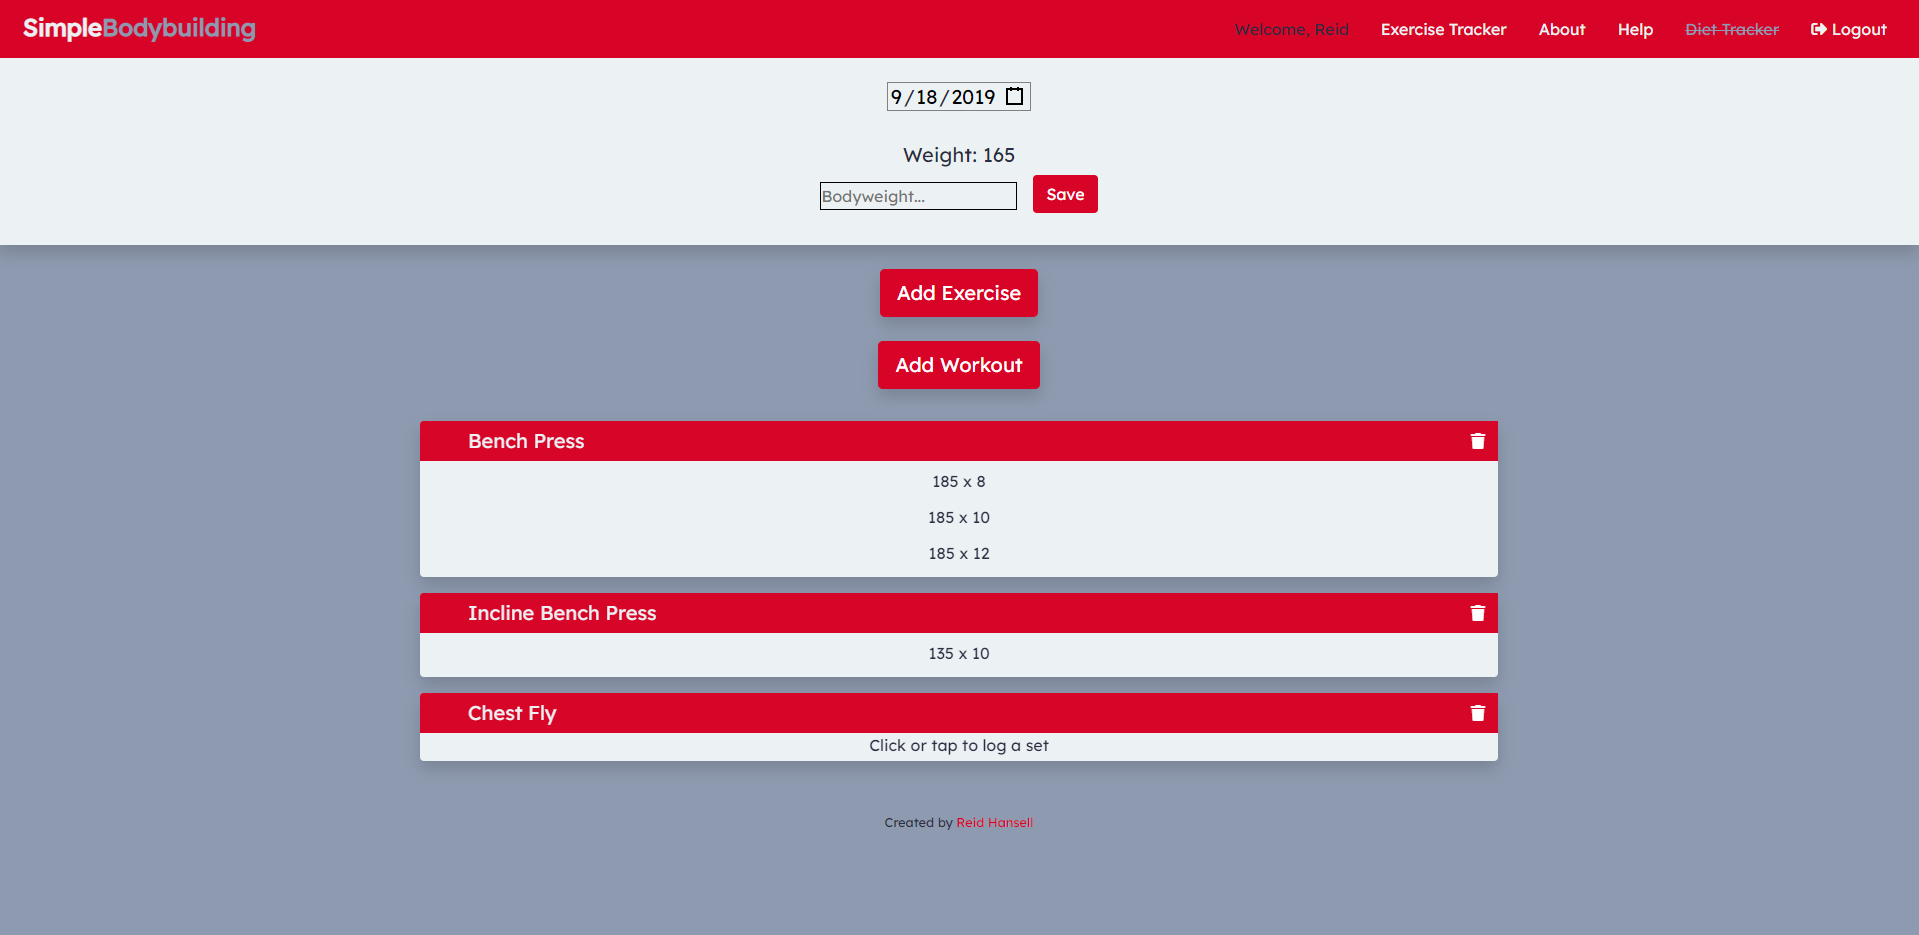 SimpleBodybuilding
Welcome, Reid Exercise Tracker About Help Diet Tracker Logout
9/18/2019
Weight: 165
Bodyweight... Save
Add Exercise
Add Workout
Bench Press
185 x 8
185 x 10
185 x 12
Incline Bench Press
135 x 10
Chest Fly
Click or tap to log a set
Created by Reid Hansell